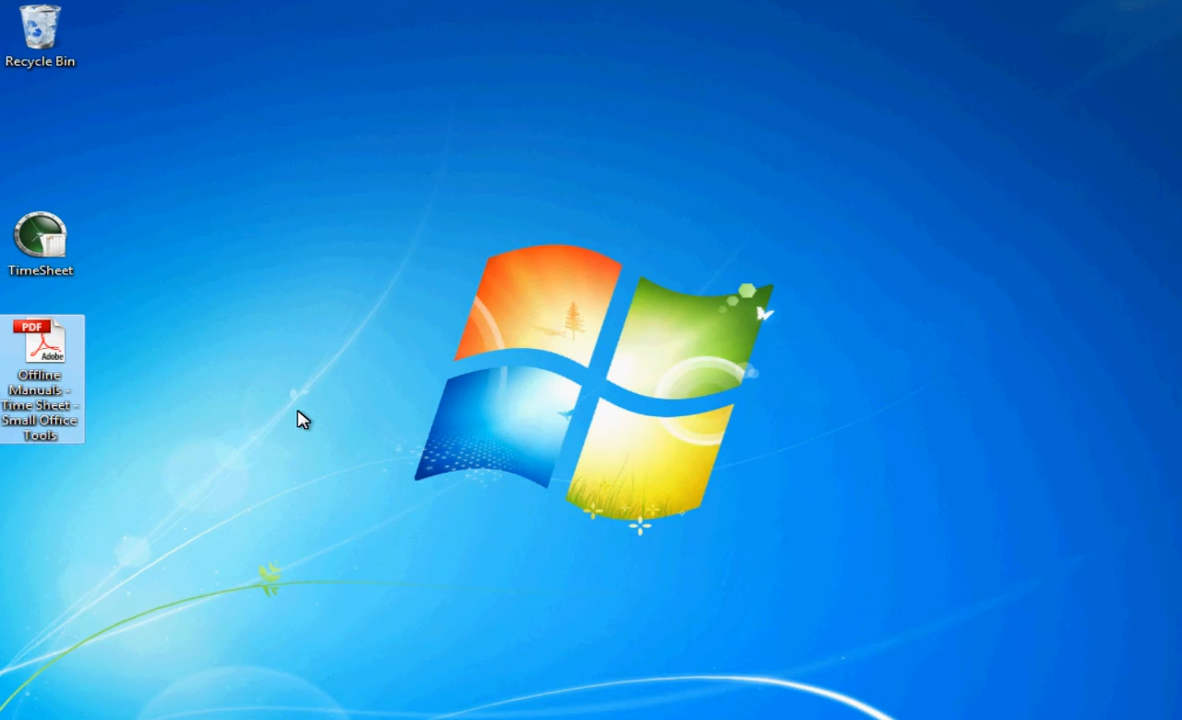 Recycle Bin
TimeSheet
PDF
Adobe
Offline
Manuals -
Time Sheet -
Small Office
Tools